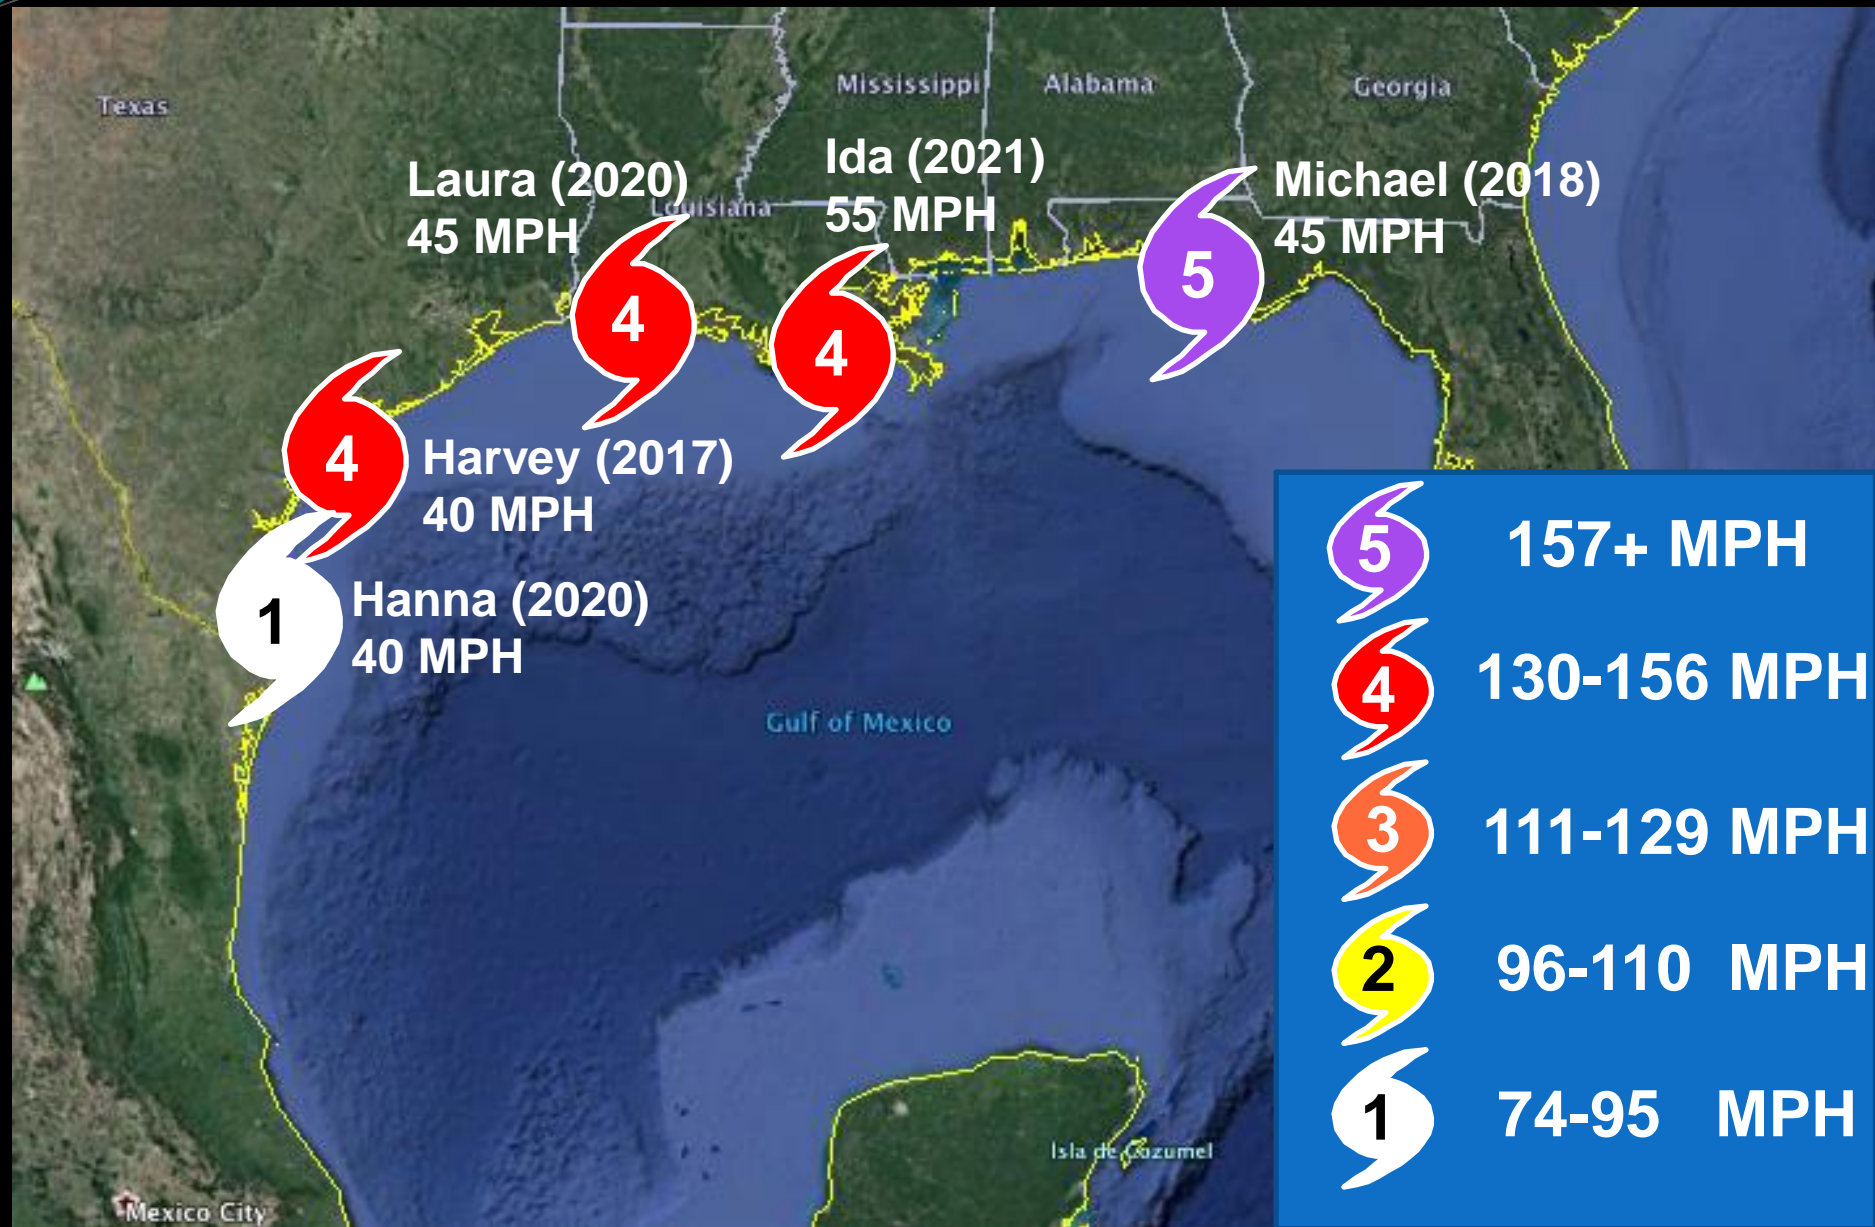 Texas
Mississippi
Alabama
Georgia
Laura (2020)
45 MPH
Louisiana
Ida (2021)
55 MPH
Michael (2018)
45 MPH
4
4
5
4
Harvey (2017)
40 MPH
1
Hanna (2020)
40 MPH
Gulf of Mexico
Isla de Cozumel
Mexico City
5 157+ MPH
4 130-156 MPH
3 111-129 MPH
2 96-110 MPH
1 74-95 MPH